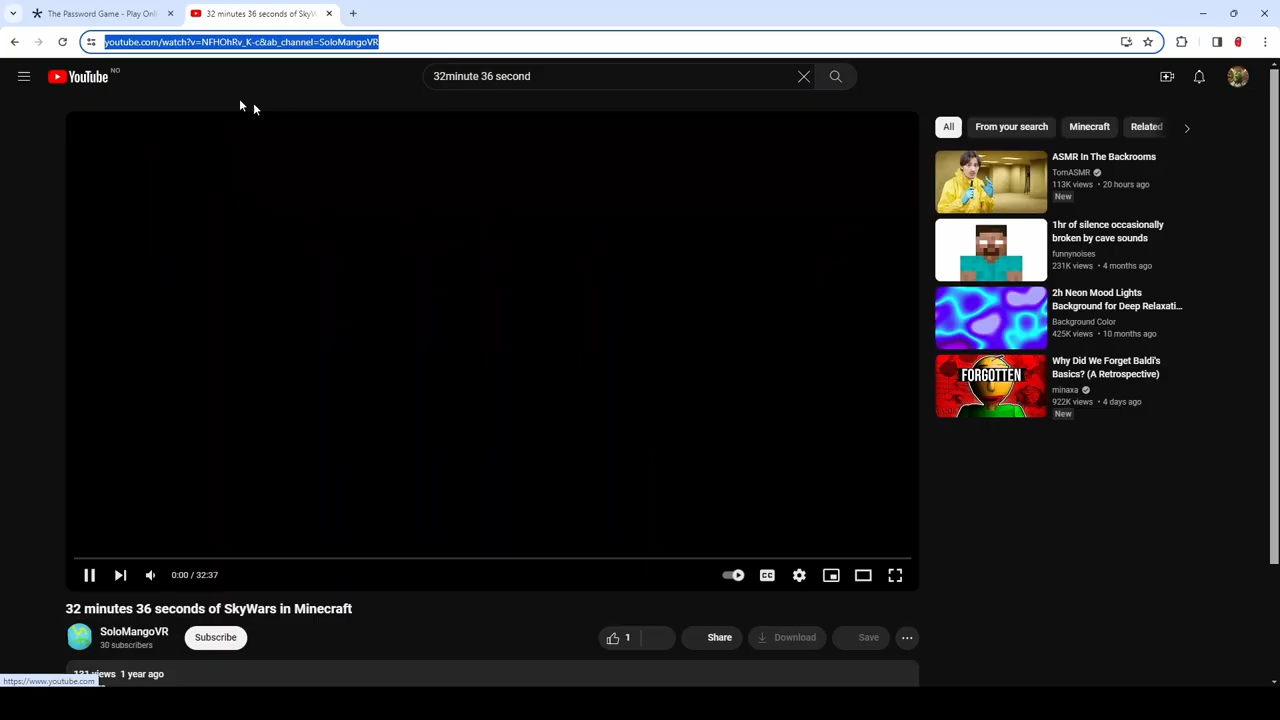 The Password Game - Play Onli
32 minutes 36 seconds of SkyW
youtube.com/watch?v=NFHOhRv_K-c&ab_channel=SoloMangoVR
YouTube NO
32minute 36 second
All
From your search
Minecraft
Related
ASMR In The Backrooms
TomASMR
113K views • 20 hours ago
New
1hr of silence occasionally
broken by cave sounds
funnynoises
231K views • 4 months ago
2h Neon Mood Lights
Background for Deep Relaxati...
Background Color
425K views • 10 months ago
FORGOTTEN
Why Did We Forget Baldi's
Basics? (A Retrospective)
minaxa
922K views • 4 days ago
New
0:00 / 32:37
CC
32 minutes 36 seconds of SkyWars in Minecraft
SoloMangoVR
30 subscribers
Subscribe
1
Share
Download
Save
131 views 1 year ago
https://www.youtube.com